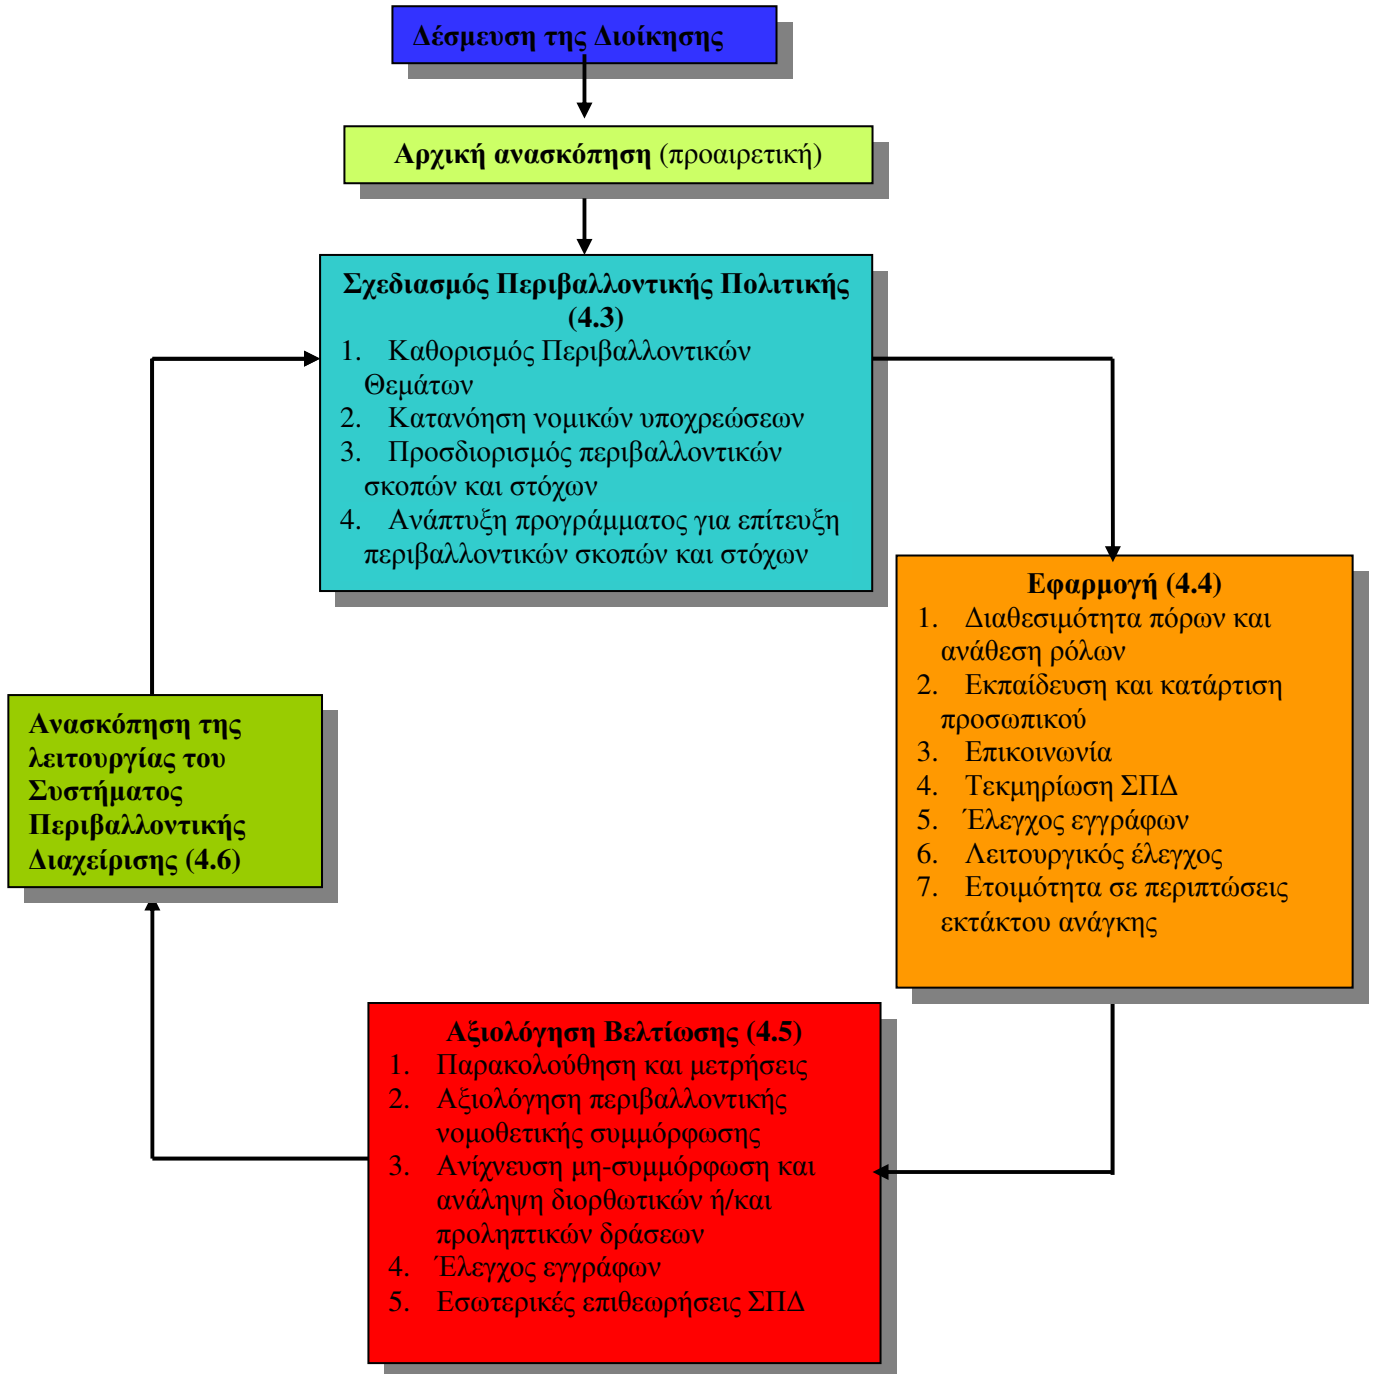 Δέσμευση της Διοίκησης
Αρχική ανασκόπηση (προαιρετική)
Σχεδιασμός Περιβαλλοντικής Πολιτικής
(4.3)
1. Καθορισμός Περιβαλλοντικών
Θεμάτων
2. Κατανόηση νομικών υποχρεώσεων
3. Προσδιορισμός περιβαλλοντικών
σκοπών και στόχων
4. Ανάπτυξη προγράμματος για επίτευξη
περιβαλλοντικών σκοπών και στόχων
Εφαρμογή (4.4)
1. Διαθεσιμότητα πόρων και
ανάθεση ρόλων
2. Εκπαίδευση και κατάρτιση
προσωπικού
3. Επικοινωνία
4. Τεκμηρίωση ΣΠΔ
5. Έλεγχος εγγράφων
6. Λειτουργικός έλεγχος
7. Ετοιμότητα σε περιπτώσεις
εκτάκτου ανάγκης
Αξιολόγηση Βελτίωσης (4.5)
1. Παρακολούθηση και μετρήσεις
2. Αξιολόγηση περιβαλλοντικής
νομοθετικής συμμόρφωσης
3. Ανίχνευση μη-συμμόρφωση και
ανάληψη διορθωτικών ή/και
προληπτικών δράσεων
4. Έλεγχος εγγράφων
5. Εσωτερικές επιθεωρήσεις ΣΠΔ
Ανασκόπηση της
λειτουργίας του
Συστήματος
Περιβαλλοντικής
Διαχείρισης (4.6)